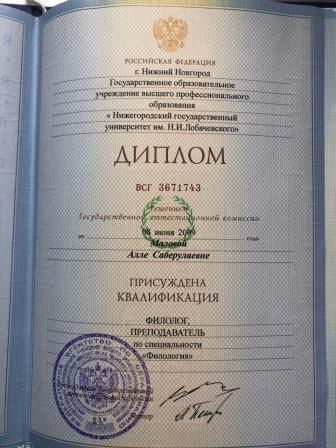 РОССИЙСКАЯ ФЕДЕРАЦИЯ
г. Нижний Новгород
Государственное образовательное
учреждение высшего профессионального
образования
« Нижегородский государственный
университет им. Н.И.Лобачевского»
ДИПЛОМ
ВСГ 3671743
Решением
Государственной аттестационной комиссии
от 08 июня 2009 года
Маловой
Алле Саберулаевне
ПРИСУЖДЕНА
КВАЛИФИКАЦИЯ
ФИЛОЛОГ,
ПРЕПОДАВАТЕЛЬ
по специальности
«Филология»